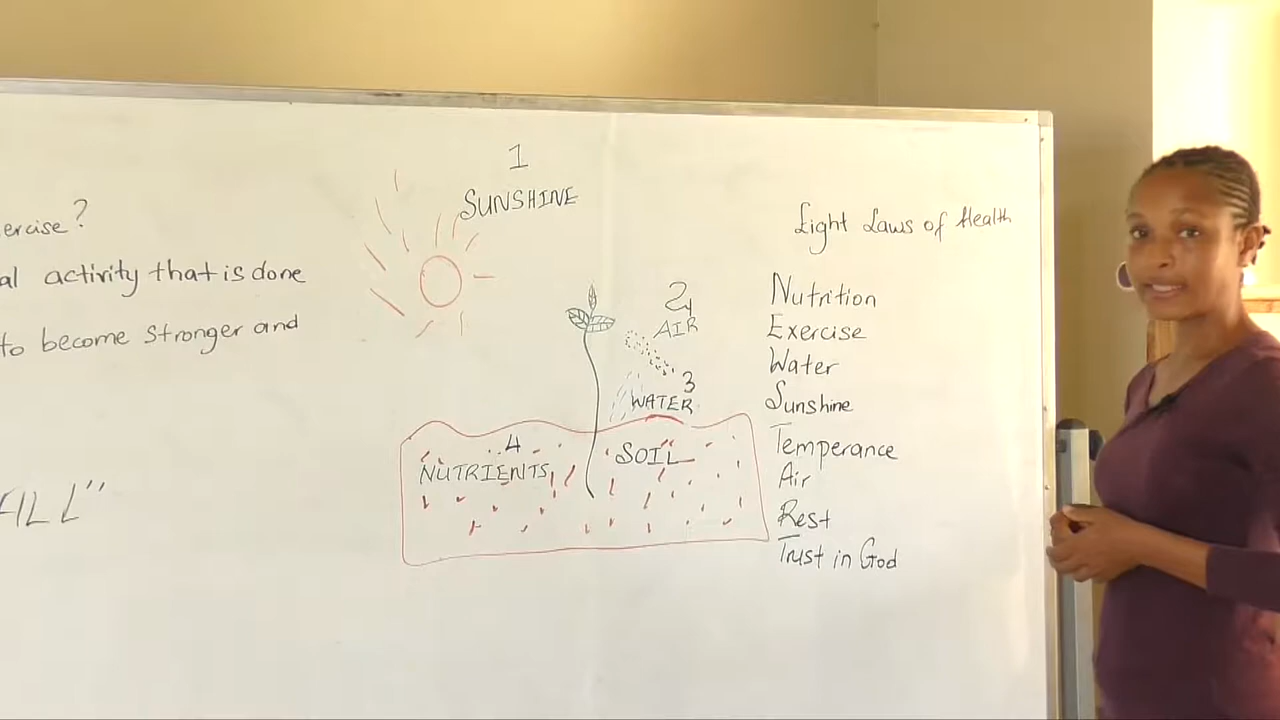 ercise?
al activity that is done
to become stronger and
ALL"
1
SUNSHINE
2
AIR
3
WATER
4
NUTRIENTS
SOIL
Eight Laws of Health
Nutrition
Exercise
Water
Sunshine
Temperance
Air
Rest
Trust in God